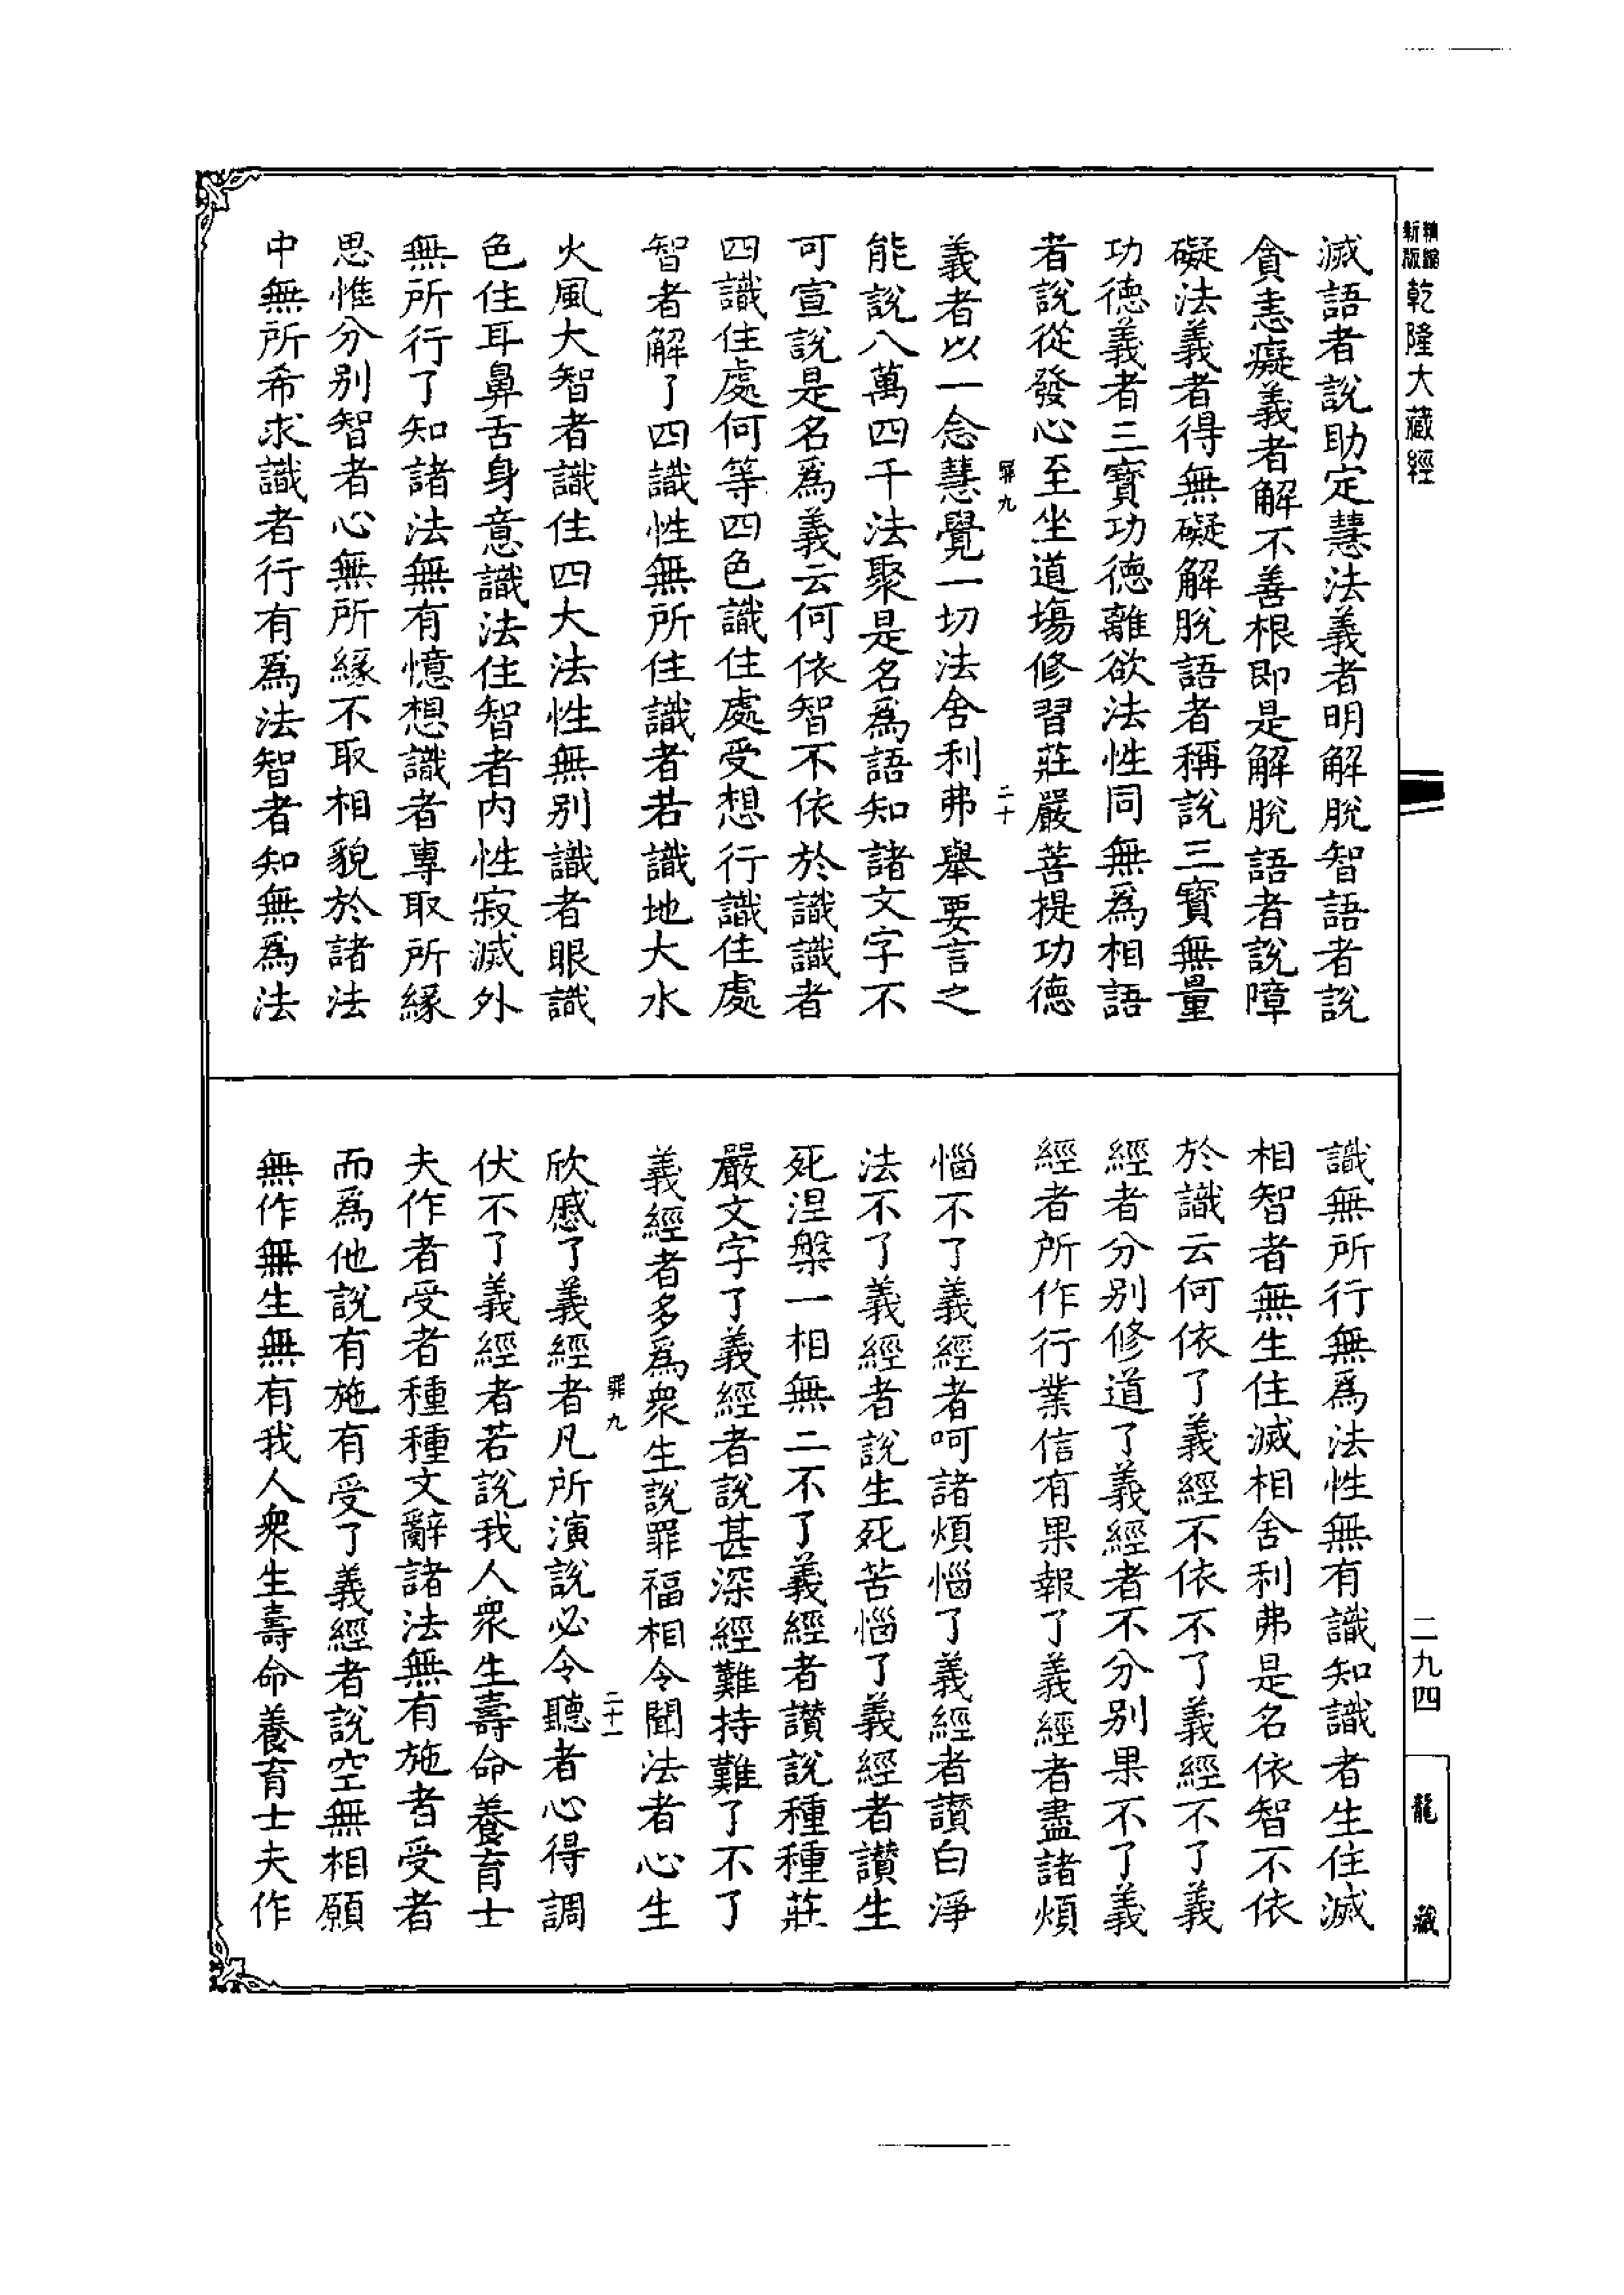 精縮
新版
乾隆大藏經
滅語者說助定慧法義者明解脫智語者說
貪恚癡義者解不善根即是解脫語者說障
礙法義者得無礙解脫語者稱說三寶無量
功德義者三寶功德離欲法性同無爲相語
者說從發心至坐道場修習莊嚴菩提功德
罪九
二十
義者以一念慧覺一切法舍利弗舉要言之
能說八萬四千法聚是名爲語知諸文字不
可宣說是名爲義云何依智不依於識識者
四識住處何等四色識住處受想行識住處
智者解了四識性無所住識者若識地大水
火風大智者識住四大法性無別識者眼識
色住耳鼻舌身意識法住智者內性寂滅外
無所行了知諸法無有憶想識者專取所緣
思惟分別智者心無所緣不取相貌於諸法
中無所希求識者行有爲法智者知無爲法
識無所行無爲法性無有識知識者生住滅
相智者無生住滅相舍利弗是名依智不依
於識云何依了義經不依不了義經不了義
經者分別修道了義經者不分別果不了義
經者所作行業信有果報了義經者盡諸煩
惱不了義經者呵諸煩惱了義經者讚白淨
法不了義經者說生死苦惱了義經者讚生
死涅槃一相無二不了義經者讚說種種莊
嚴文字了義經者說甚深經難持難了不了
義經者多爲衆生說罪福相令聞法者心生
罪九
二十一
欣慼了義經者凡所演說必令聽者心得調
伏不了義經者若說我人衆生壽命養育士
夫作者受者種種文辭諸法無有施者受者
而爲他說有施有受了義經者說空無相願
無作無生無有我人衆生壽命養育士夫作
二九四
龍藏